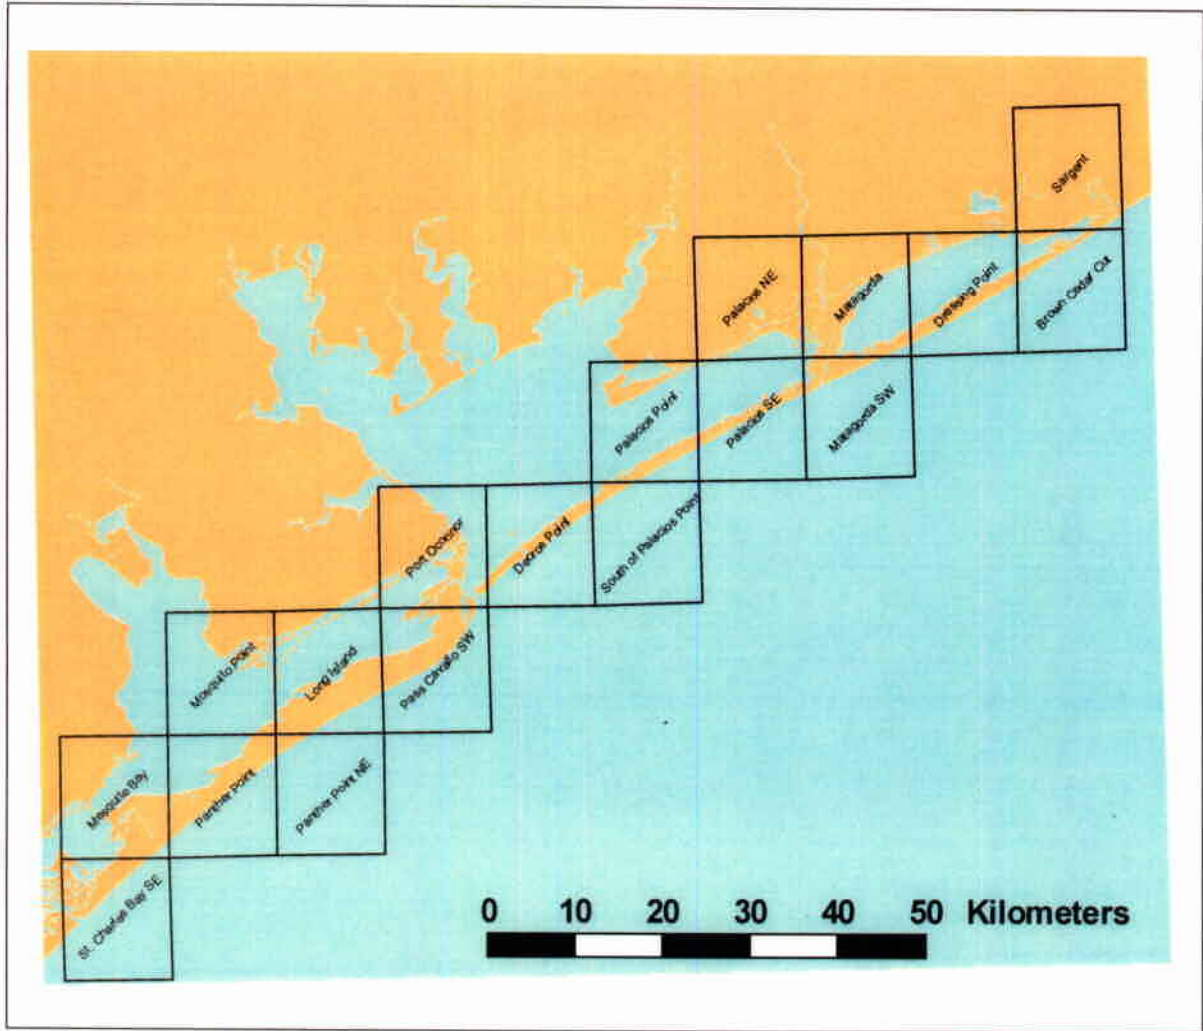 Sargent
Palacios NE
Matagorda
Dressing Point
Brown Cedar Cut
Palacios Point
Palacios SE
Matagorda SW
Port Oconnor
Decros Point
South of Palacios Point
Mosquito Point
Long Island
Pass Cavallo SW
Mesquite Bay
Panther Point
Panther Point NE
St. Charles Bay SE
0 10 20 30 40 50 Kilometers